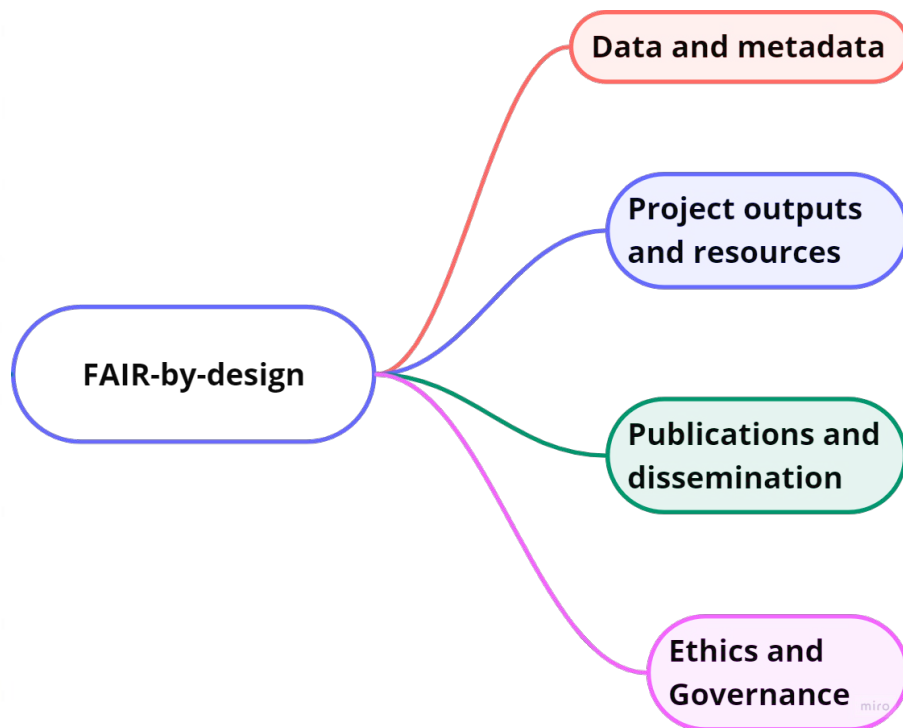 Data and metadata
Project outputs
and resources
FAIR-by-design
Publications and
dissemination
Ethics and
Governance
miro